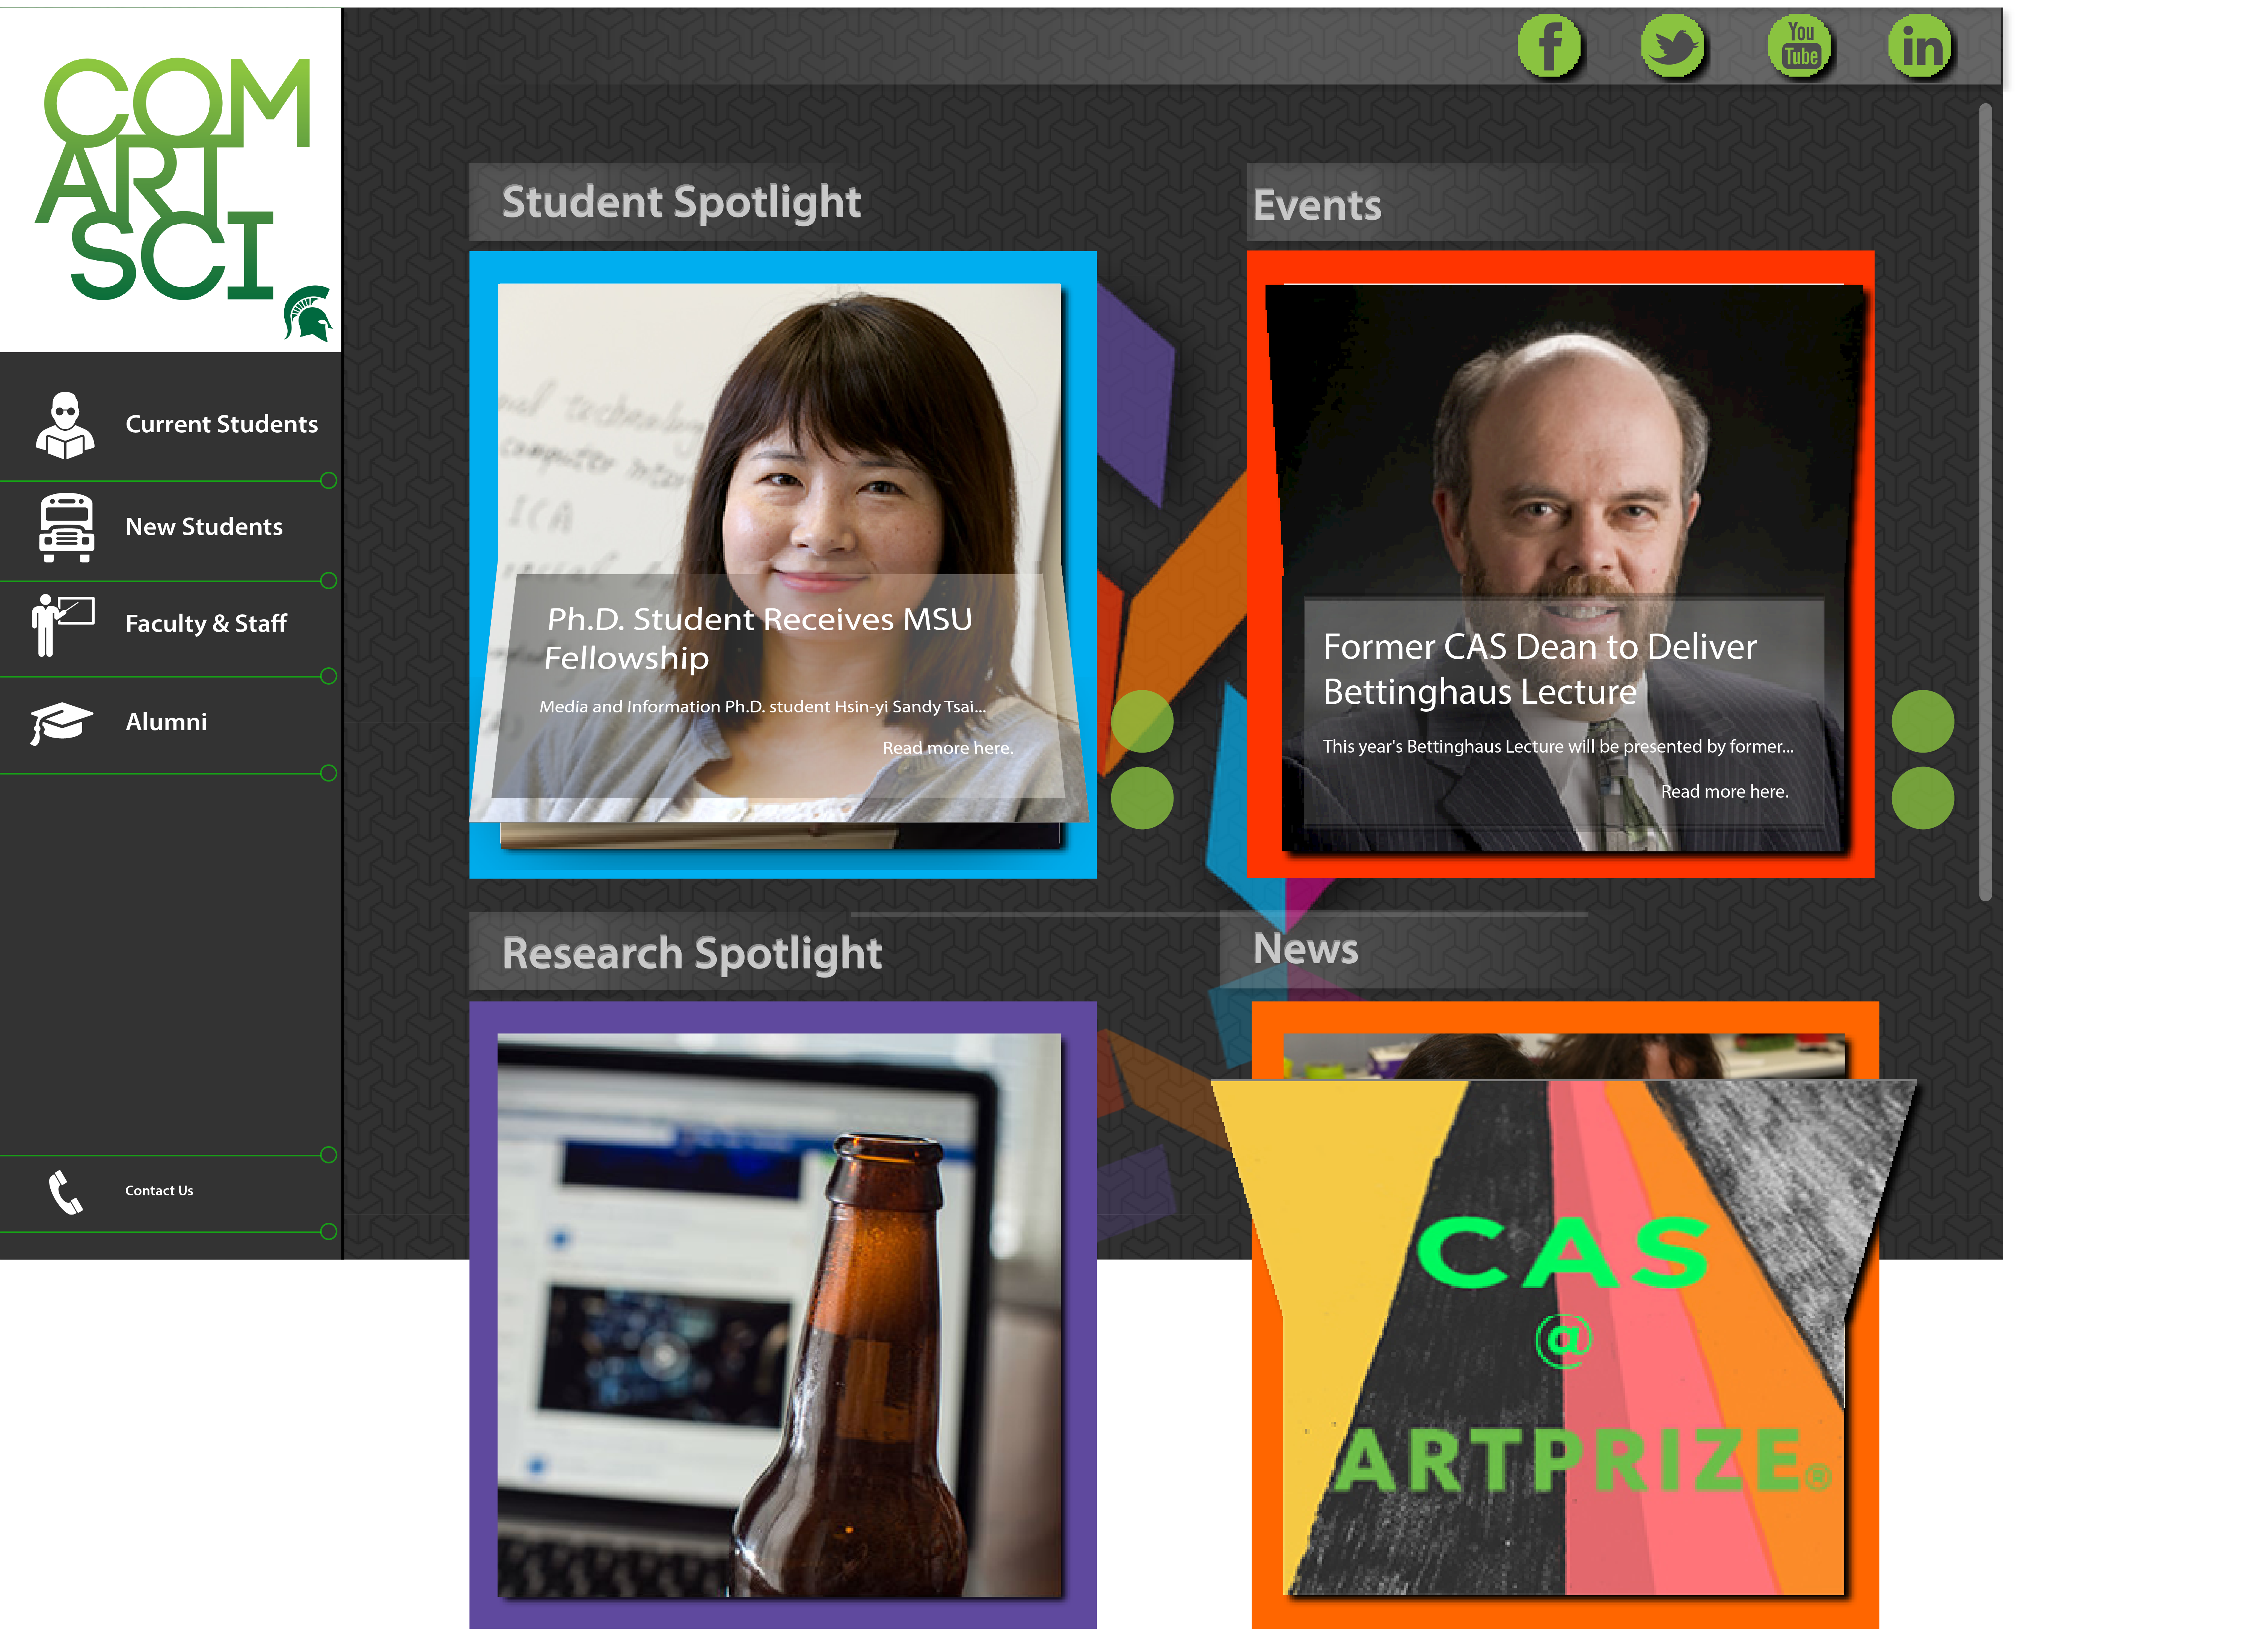 COM
ART
SCI
You
Tube
in
Current Students
New Students
Faculty & Staff
Alumni
Contact Us
Student Spotlight
ICA
Ph.D. Student Receives MSU
Fellowship
Media and Information Ph.D. student Hsin-yi Sandy Tsai...
Read more here.
Events
Former CAS Dean to Deliver
Bettinghaus Lecture
This year's Bettinghaus Lecture will be presented by former...
Read more here.
Research Spotlight
News
CAS
@
ARTPRIZE®